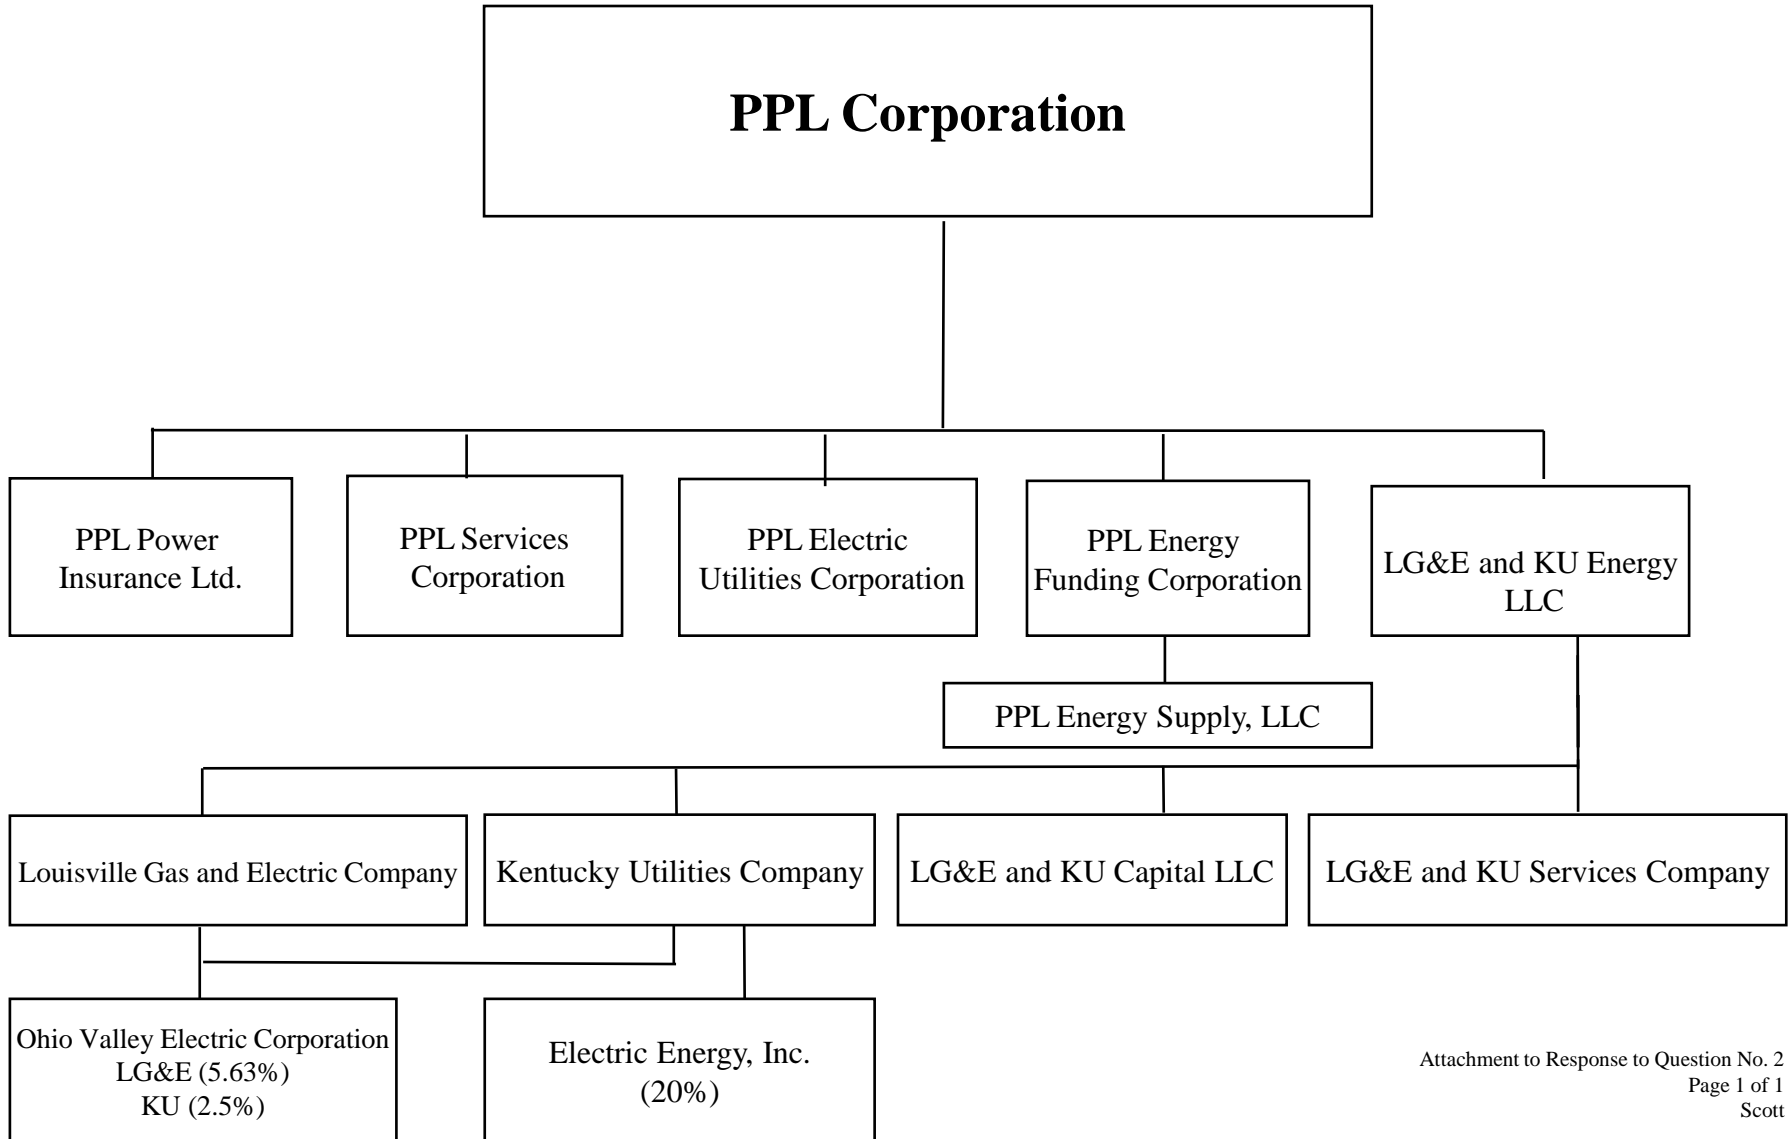 PPL Corporation
PPL Power
Insurance Ltd.
PPL Services
Corporation
PPL Electric
Utilities Corporation
PPL Energy
Funding Corporation
LG&E and KU Energy
LLC
PPL Energy Supply, LLC
Louisville Gas and Electric Company
Kentucky Utilities Company
LG&E and KU Capital LLC
LG&E and KU Services Company
Ohio Valley Electric Corporation
LG&E (5.63%)
KU (2.5%)
Electric Energy, Inc.
(20%)
Attachment to Response to Question No. 2
Page 1 of 1
Scott